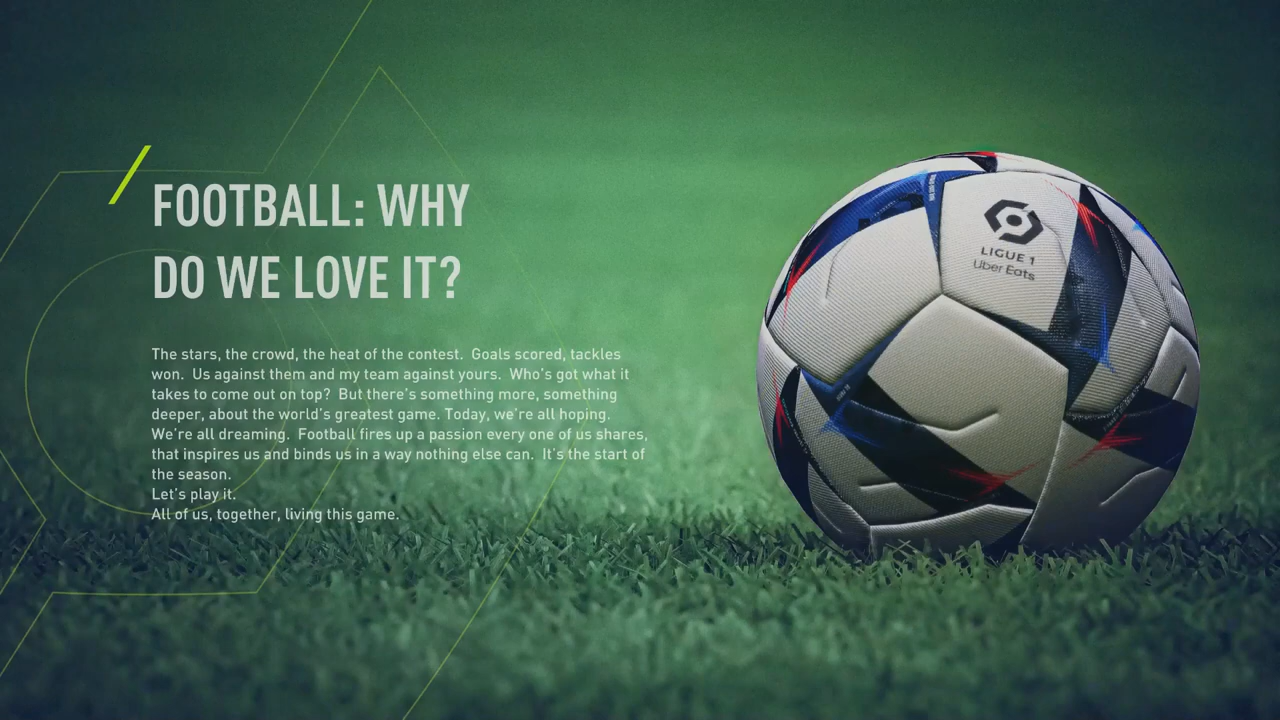 FOOTBALL: WHY
DO WE LOVE IT?
The stars, the crowd, the heat of the contest.  Goals scored, tackles
won.  Us against them and my team against yours.  Who's got what it
takes to come out on top?  But there's something more, something
deeper, about the world's greatest game. Today, we're all hoping.
We're all dreaming.  Football fires up a passion every one of us shares,
that inspires us and binds us in a way nothing else can.  It's the start of
the season.
Let's play it.
All of us, together, living this game.
LIGUE 1
Uber Eats